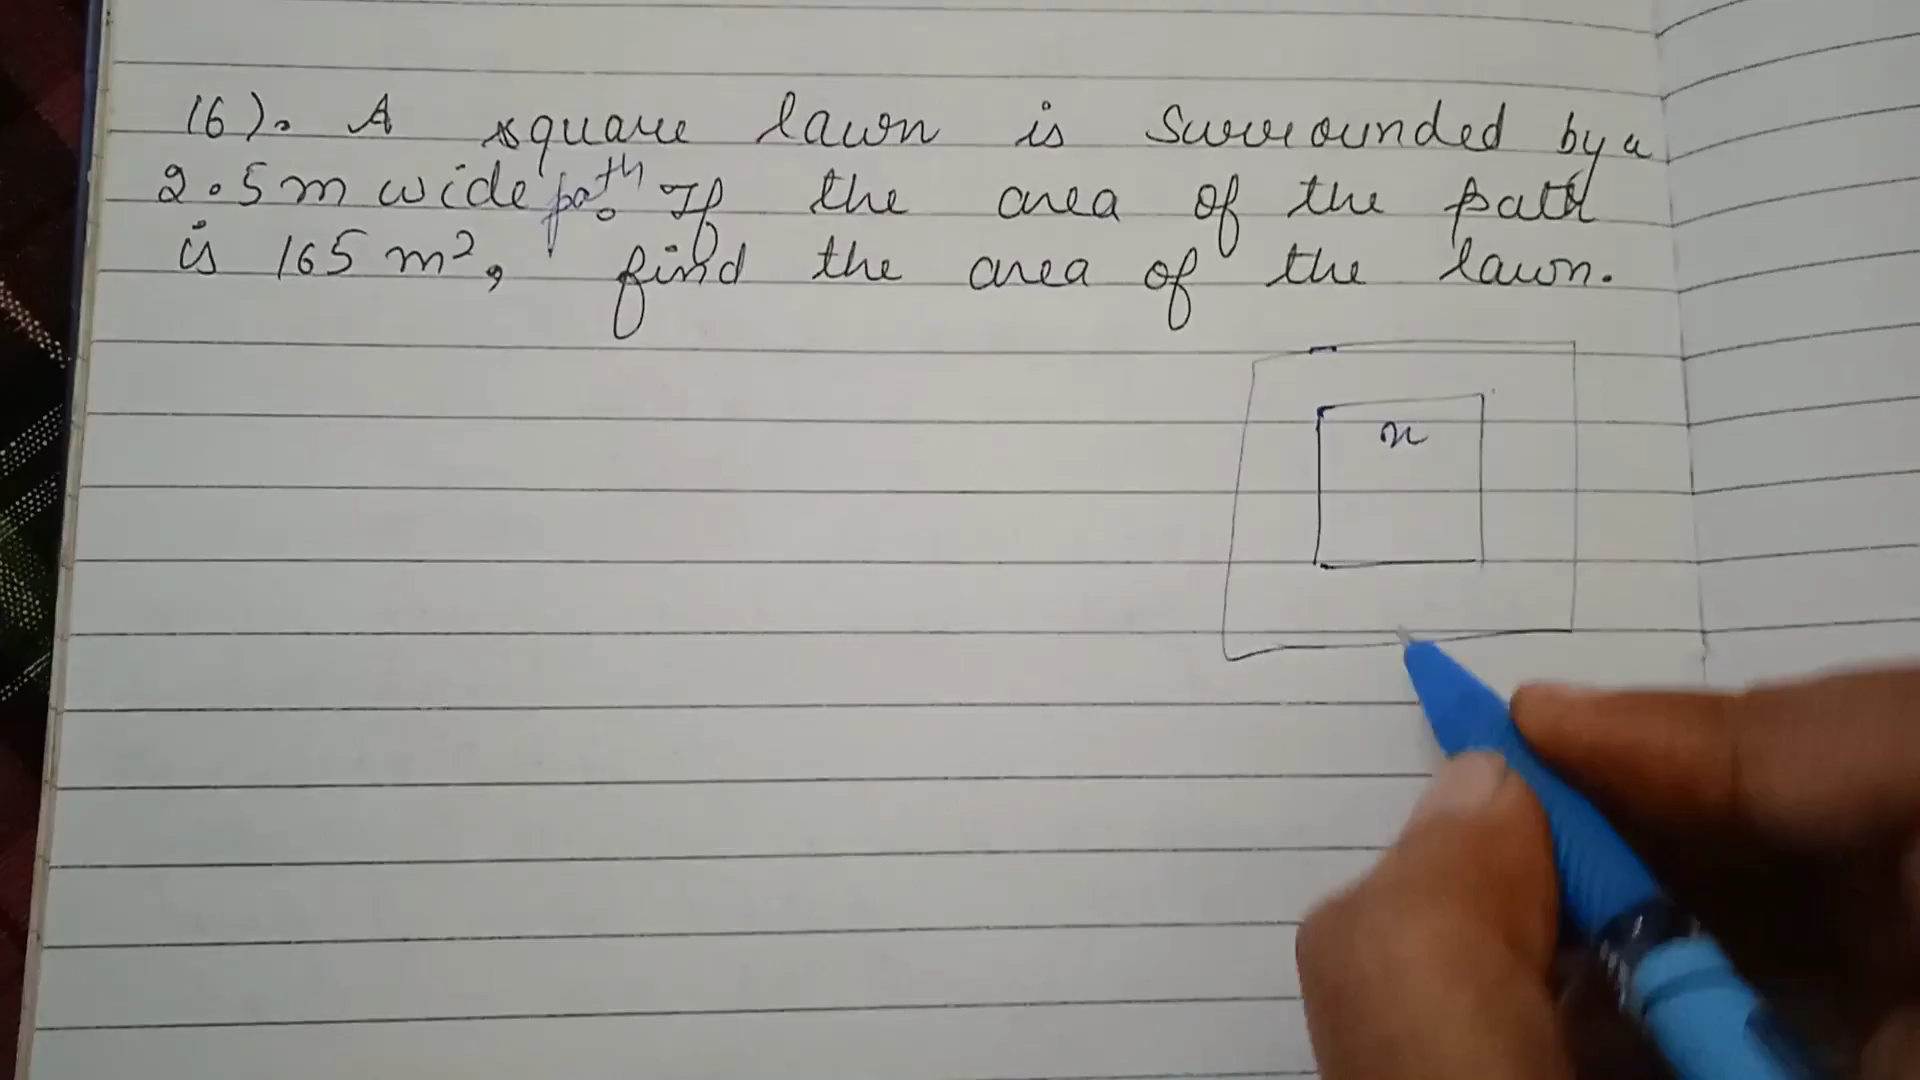 16). A square lawn is surrounded by a
2.5m wide path. If the area of the path
is 165 m², find the area of the lawn.
x